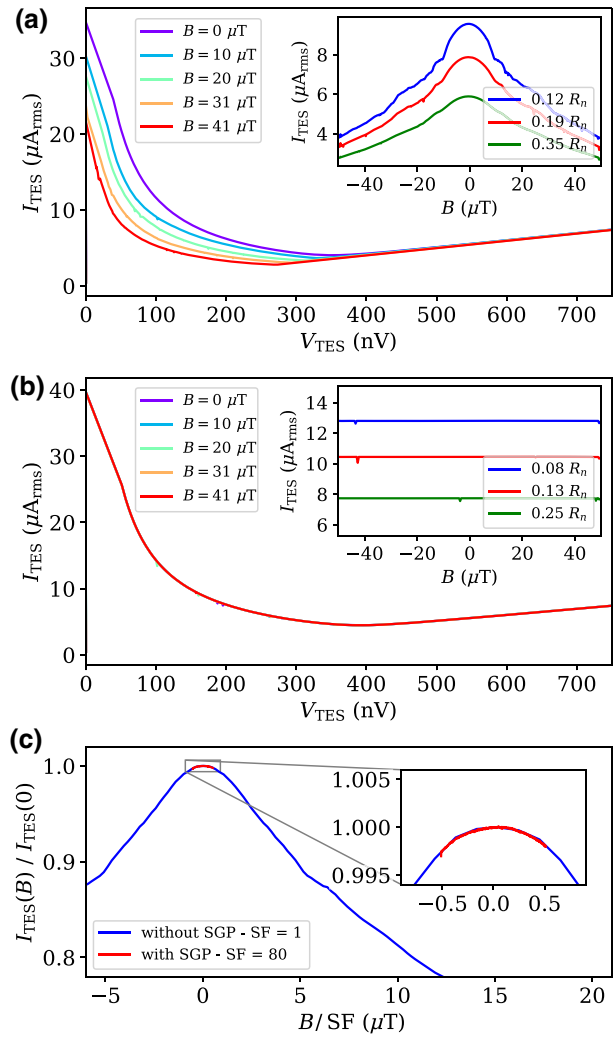 (a)
I_TES (μA_rms)
30
20
10
0
B = 0 μT
B = 10 μT
B = 20 μT
B = 31 μT
B = 41 μT
I_TES (μA_rms)
8
6
4
0.12 R_n
0.19 R_n
0.35 R_n
−40 −20 0 20 40
B (μT)
0 100 200 300 400 500 600 700
V_TES (nV)
(b)
I_TES (μA_rms)
40
30
20
10
0
B = 0 μT
B = 10 μT
B = 20 μT
B = 31 μT
B = 41 μT
I_TES (μA_rms)
14
12
10
8
6
0.08 R_n
0.13 R_n
0.25 R_n
−40 −20 0 20 40
B (μT)
0 100 200 300 400 500 600 700
V_TES (nV)
(c)
I_TES(B) / I_TES(0)
1.0
0.9
0.8
1.005
1.000
0.995
−0.5 0.0 0.5
without SGP - SF = 1
with SGP - SF = 80
−5 0 5 10 15 20
B/ SF (μT)